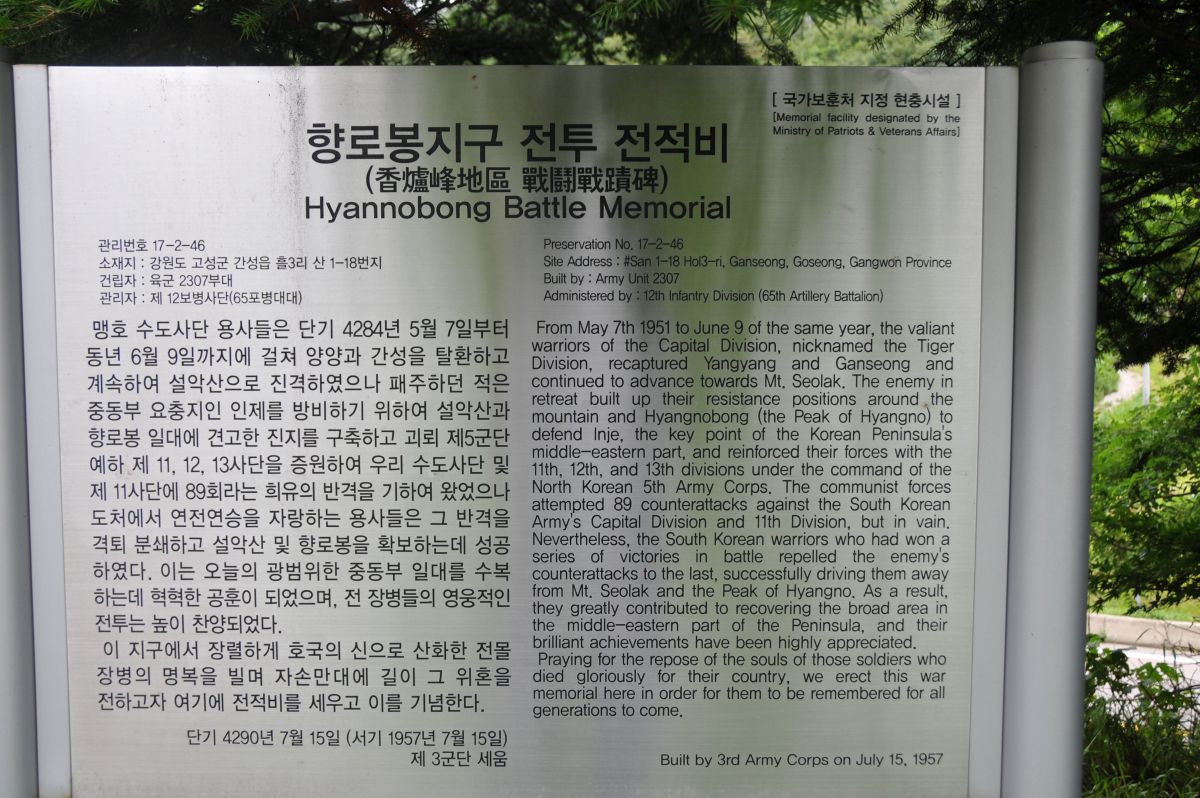 [ 국가보훈처 지정 현충시설 ]
[Memorial facility designated by the
Ministry of Patriots & Veterans Affairs]
향로봉지구 전투 전적비
(香爐峰地區 戰鬪戰蹟碑)
Hyannobong Battle Memorial
관리번호 17-2-46
소재지 : 강원도 고성군 간성읍 흘3리 산 1-18번지
건립자 : 육군 2307부대
관리자 : 제 12보병사단(65포병대대)
맹호 수도사단 용사들은 단기 4284년 5월 7일부터
동년 6월 9일까지에 걸쳐 양양과 간성을 탈환하고
계속하여 설악산으로 진격하였으나 패주하던 적은
중동부 요충지인 인제를 방비하기 위하여 설악산과
향로봉 일대에 견고한 진지를 구축하고 괴뢰 제5군단
예하 제 11, 12, 13사단을 증원하여 우리 수도사단 및
제 11사단에 89회라는 희유의 반격을 기하여 왔었으나
도처에서 연전연승을 자랑하는 용사들은 그 반격을
격퇴 분쇄하고 설악산 및 향로봉을 확보하는데 성공
하였다. 이는 오늘의 광범위한 중동부 일대를 수복
하는데 혁혁한 공훈이 되었으며, 전 장병들의 영웅적인
전투는 높이 찬양되었다.
이 지구에서 장렬하게 호국의 신으로 산화한 전몰
장병의 명복을 빌며 자손만대에 길이 그 위훈을
전하고자 여기에 전적비를 세우고 이를 기념한다.
단기 4290년 7월 15일 (서기 1957년 7월 15일)
제 3군단 세움
Preservation No. 17-2-46
Site Address : #San 1-18 Hol3-ri, Ganseong, Goseong, Gangwon Province
Built by : Army Unit 2307
Administered by : 12th Infantry Division (65th Artillery Battalion)
From May 7th 1951 to June 9 of the same year, the valiant
warriors of the Capital Division, nicknamed the Tiger
Division, recaptured Yangyang and Ganseong and
continued to advance towards Mt. Seolak. The enemy in
retreat built up their resistance positions around the
mountain and Hyangnobong (the Peak of Hyangno) to
defend Inje, the key point of the Korean Peninsula's
middle-eastern part, and reinforced their forces with the
11th, 12th, and 13th divisions under the command of the
North Korean 5th Army Corps. The communist forces
attempted 89 counterattacks against the South Korean
Army's Capital Division and 11th Division, but in vain.
Nevertheless, the South Korean warriors who had won a
series of victories in battle repelled the enemy's
counterattacks to the last, successfully driving them away
from Mt. Seolak and the Peak of Hyangno. As a result,
they greatly contributed to recovering the broad area in
the middle-eastern part of the Peninsula, and their
brilliant achievements have been highly appreciated.
Praying for the repose of the souls of those soldiers who
died gloriously for their country, we erect this war
memorial here in order for them to be remembered for all
generations to come.
Built by 3rd Army Corps on July 15, 1957